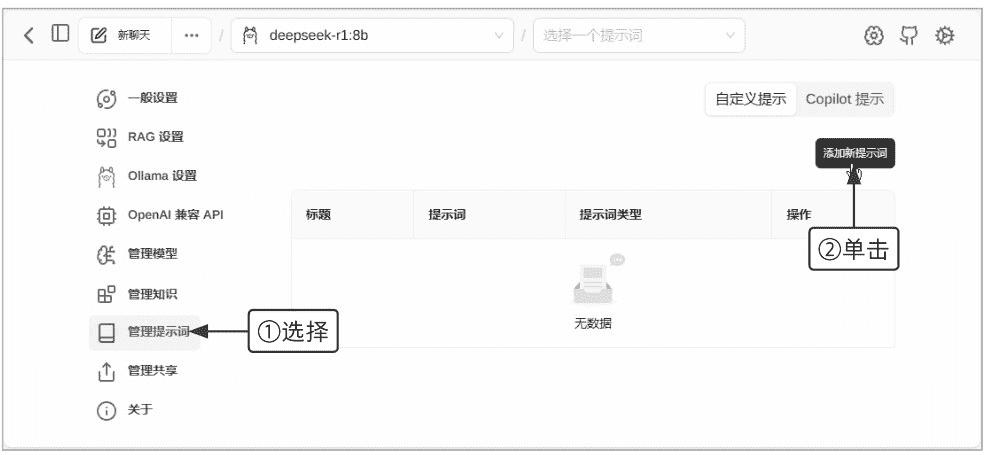 新聊天 ... / deepseek-r1:8b / 选择一个提示词
自定义提示 Copilot 提示
一般设置
RAG 设置
Ollama 设置
OpenAI 兼容 API
管理模型
管理知识
管理提示词
管理共享
关于
添加新提示词
标题 提示词 提示词类型 操作
无数据
①选择
②单击